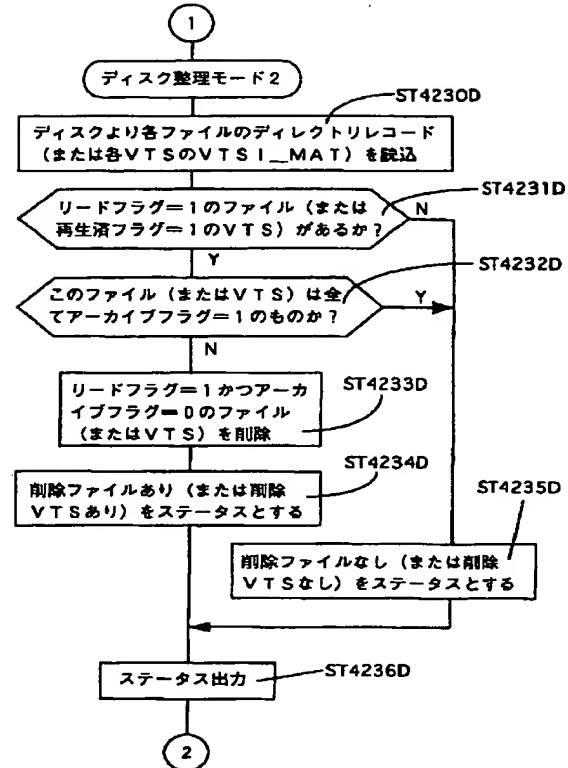 1
ディスク整理モード2
ST4230D
ディスクより各ファイルのディレクトリレコード
(または各VTSのVTSI__MAT)を読込
ST4231D
リードフラグ=1のファイル(または
再生済フラグ=1のVTS)があるか?
N
Y
ST4232D
このファイル(またはVTS)は全
てアーカイブフラグ=1のものか?
Y
N
ST4233D
リードフラグ=1かつアーカ
イブフラグ=0のファイル
(またはVTS)を削除
ST4234D
削除ファイルあり(または削除
VTSあり)をステータスとする
ST4235D
削除ファイルなし(または削除
VTSなし)をステータスとする
ステータス出力
ST4236D
2